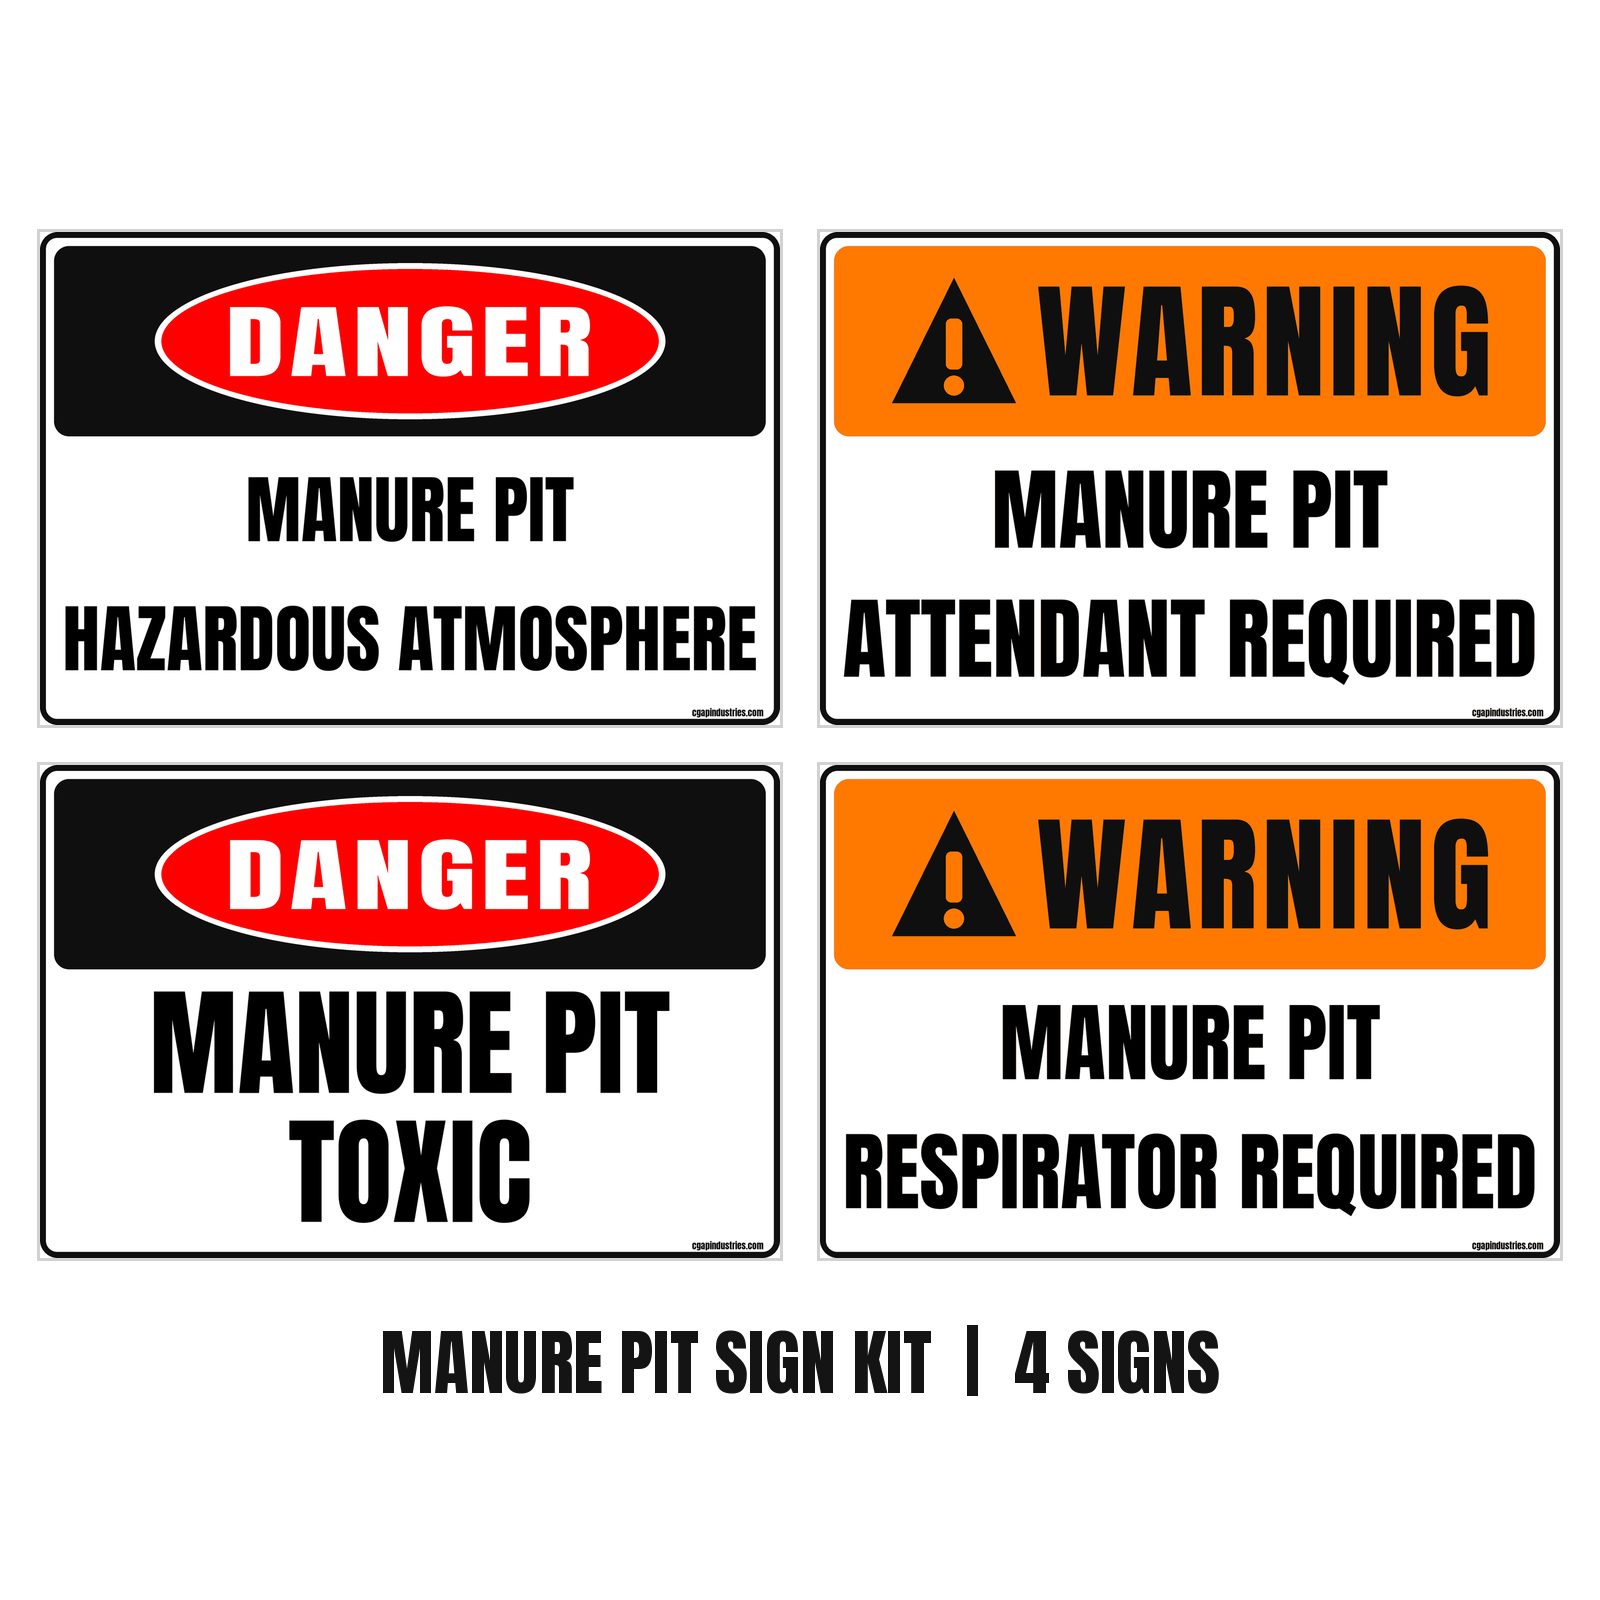 DANGER
MANURE PIT
HAZARDOUS ATMOSPHERE
cgapindustries.com
WARNING
MANURE PIT
ATTENDANT REQUIRED
cgapindustries.com
DANGER
MANURE PIT
TOXIC
cgapindustries.com
WARNING
MANURE PIT
RESPIRATOR REQUIRED
cgapindustries.com
MANURE PIT SIGN KIT | 4 SIGNS